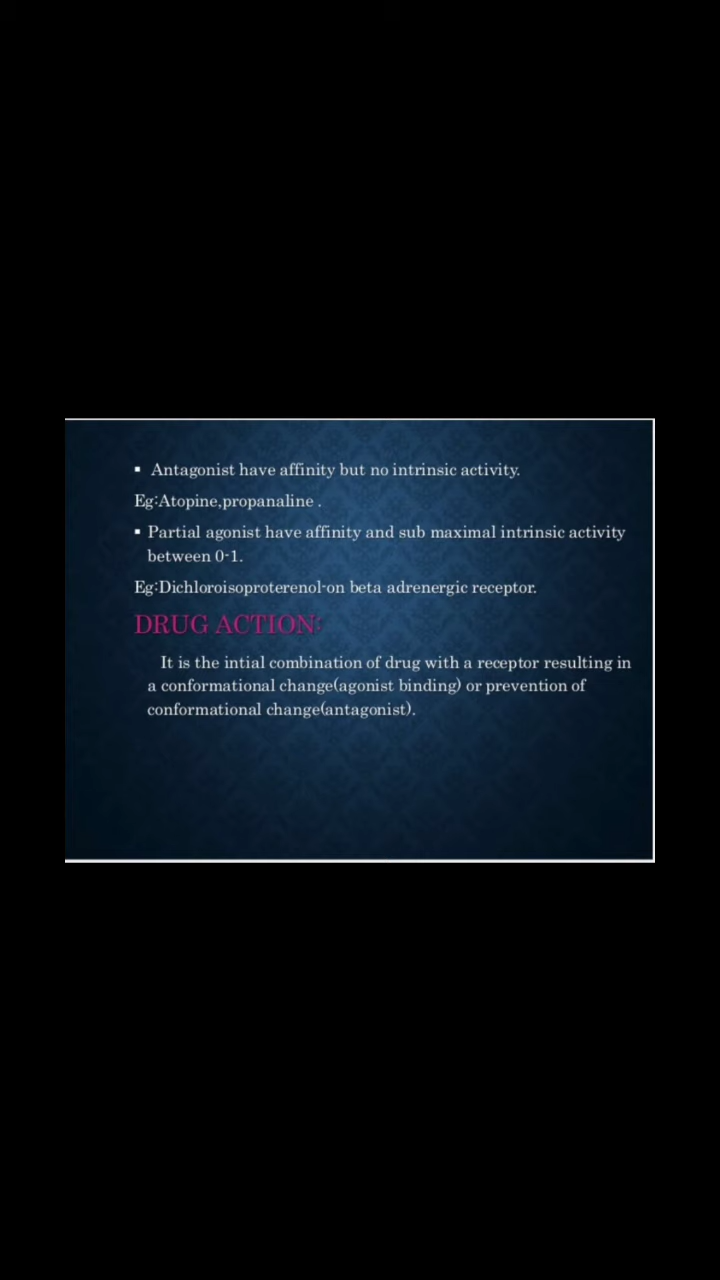 ▪ Antagonist have affinity but no intrinsic activity.
Eg:Atopine,propanaline .
▪ Partial agonist have affinity and sub maximal intrinsic activity
between 0-1.
Eg:Dichloroisoproterenol-on beta adrenergic receptor.
DRUG ACTION:
It is the intial combination of drug with a receptor resulting in
a conformational change(agonist binding) or prevention of
conformational change(antagonist).